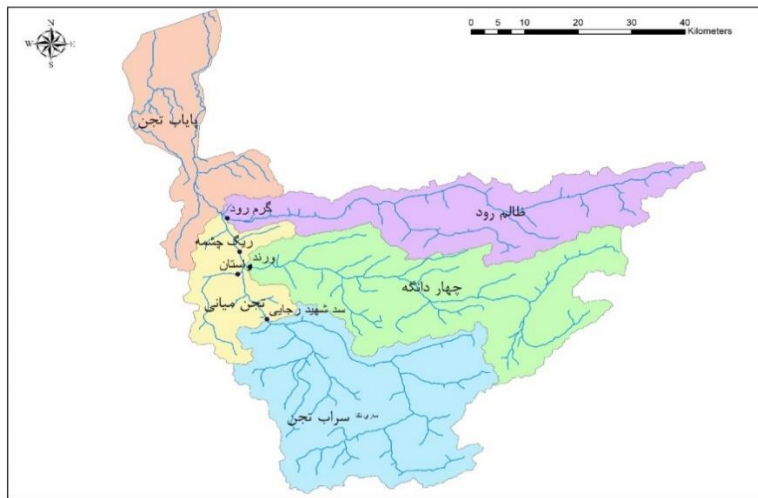 N
W E
S
0 5 10 20 30 40
Kilometers
پایاب تجن
گرم رود
ظالم رود
ریگ چشمه
ورند
ستان
چهار دانگه
تجن میانی
سد شهید رجایی
سراب تجن